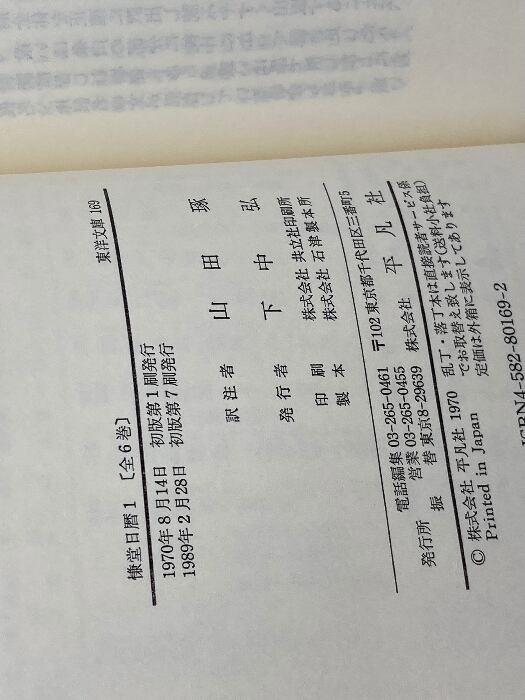 慊堂日暦1 〔全6巻〕
東洋文庫 169
1970年8月14日 初版第1刷発行
1989年2月28日 初版第7刷発行
訳注者 山田琢
発行者 下中弘
印刷 株式会社 共立社印刷所
製本 株式会社 石津製本所
〒102 東京都千代田区三番町5
発行所 株式会社 平凡社
電話編集 03-265-0461
営業 03-265-0455
振替 東京8-29639
© 株式会社 平凡社 1970
Printed in Japan
乱丁・落丁本は直接読者サービス係
でお取替え致します(送料小社負担)
定価は外箱に表示してあります
ISBN4-582-80169-2